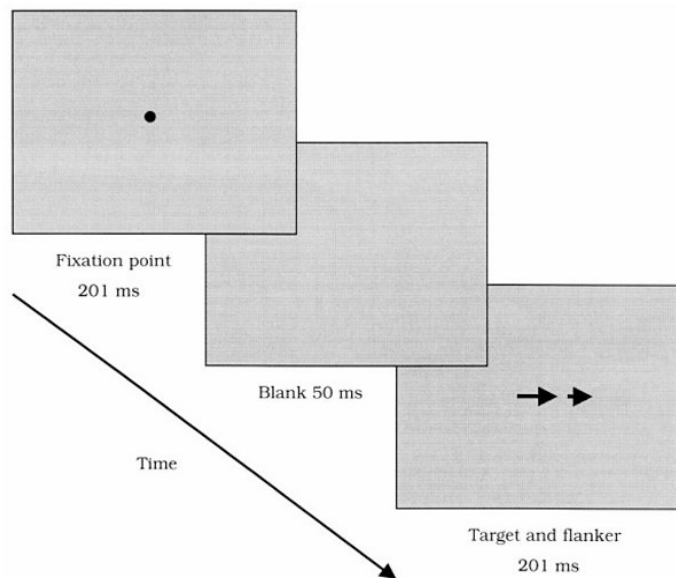 Fixation point
201 ms
Blank 50 ms
Time
Target and flanker
201 ms